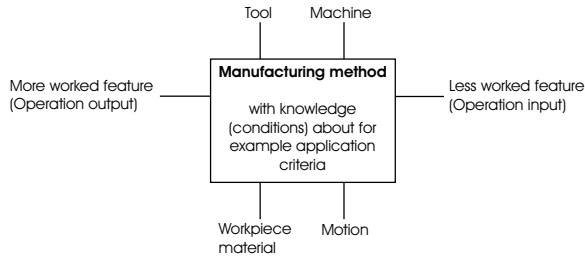 Tool
Machine
More worked feature
(Operation output)
Manufacturing method
with knowledge
(conditions) about for
example application
criteria
Less worked feature
(Operation input)
Workpiece
material
Motion